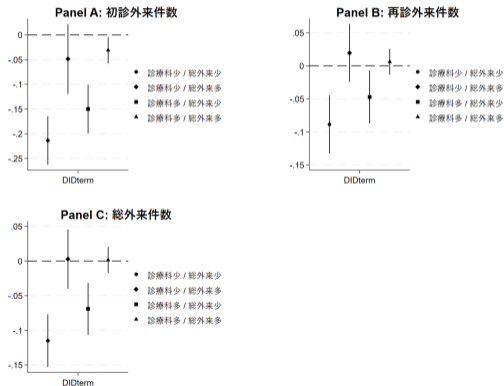 Panel A: 初診外来件数
0
-.05
-.1
-.15
-.2
-.25
DIDterm
診療科少 / 総外来少
診療科少 / 総外来多
診療科多 / 総外来少
診療科多 / 総外来多
Panel B: 再診外来件数
.05
0
-.05
-.1
-.15
DIDterm
診療科少 / 総外来少
診療科少 / 総外来多
診療科多 / 総外来少
診療科多 / 総外来多
Panel C: 総外来件数
.05
0
-.05
-.1
-.15
DIDterm
診療科少 / 総外来少
診療科少 / 総外来多
診療科多 / 総外来少
診療科多 / 総外来多